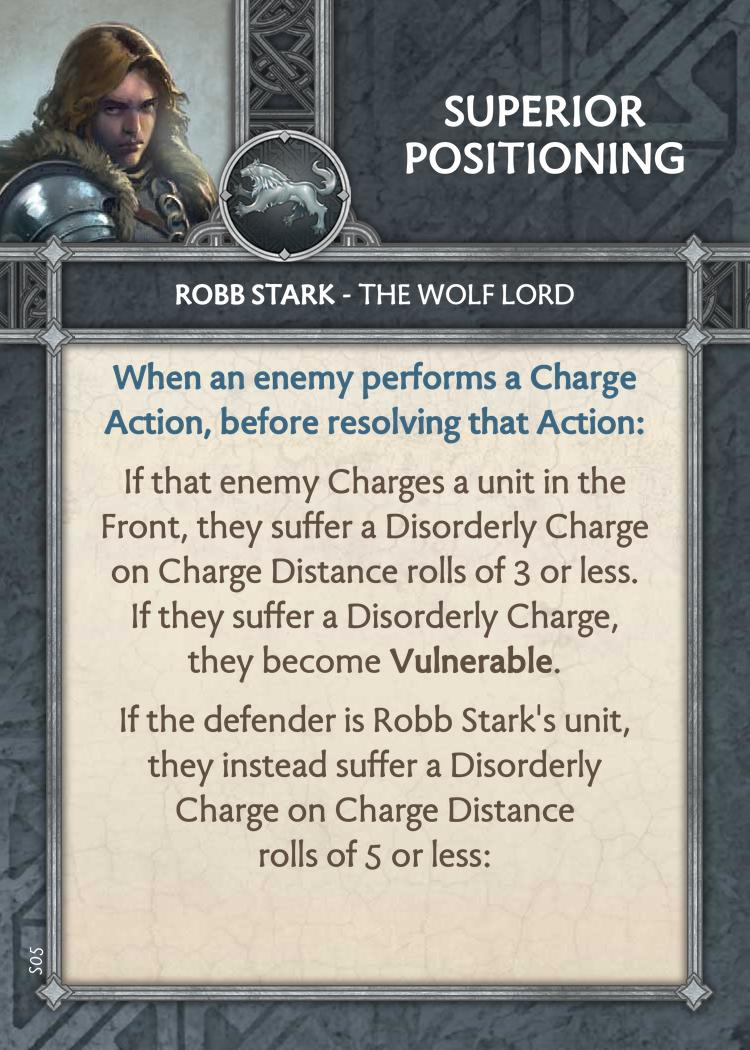 SUPERIOR
POSITIONING
ROBB STARK - THE WOLF LORD
When an enemy performs a Charge
Action, before resolving that Action:
If that enemy Charges a unit in the
Front, they suffer a Disorderly Charge
on Charge Distance rolls of 3 or less.
If they suffer a Disorderly Charge,
they become Vulnerable.
If the defender is Robb Stark's unit,
they instead suffer a Disorderly
Charge on Charge Distance
rolls of 5 or less:
S05